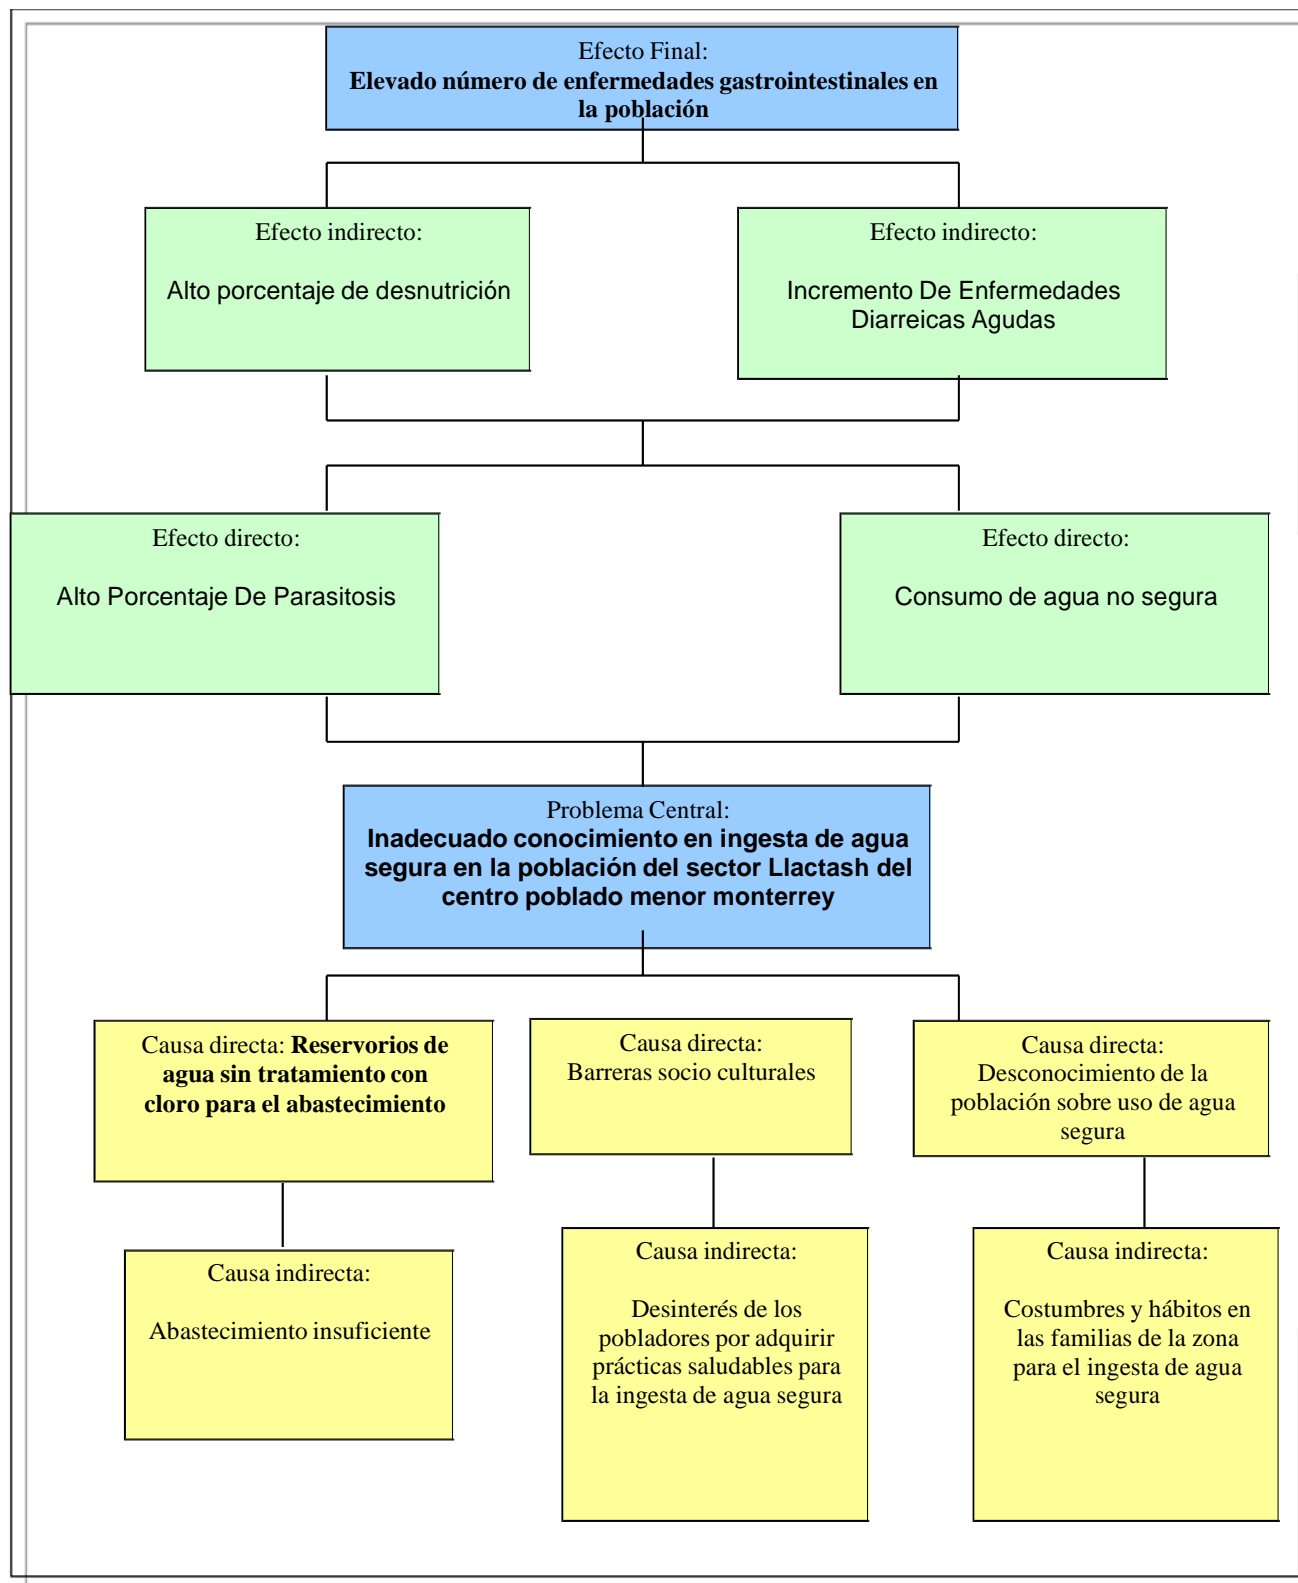 Efecto Final:
Elevado número de enfermedades gastrointestinales en
la población
Efecto indirecto:
Alto porcentaje de desnutrición
Efecto indirecto:
Incremento De Enfermedades
Diarreicas Agudas
Efecto directo:
Alto Porcentaje De Parasitosis
Efecto directo:
Consumo de agua no segura
Problema Central:
Inadecuado conocimiento en ingesta de agua
segura en la población del sector Llactash del
centro poblado menor monterrey
Causa directa: Reservorios de
agua sin tratamiento con
cloro para el abastecimiento
Causa directa:
Barreras socio culturales
Causa directa:
Desconocimiento de la
población sobre uso de agua
segura
Causa indirecta:
Abastecimiento insuficiente
Causa indirecta:
Desinterés de los
pobladores por adquirir
prácticas saludables para
la ingesta de agua segura
Causa indirecta:
Costumbres y hábitos en
las familias de la zona
para el ingesta de agua
segura